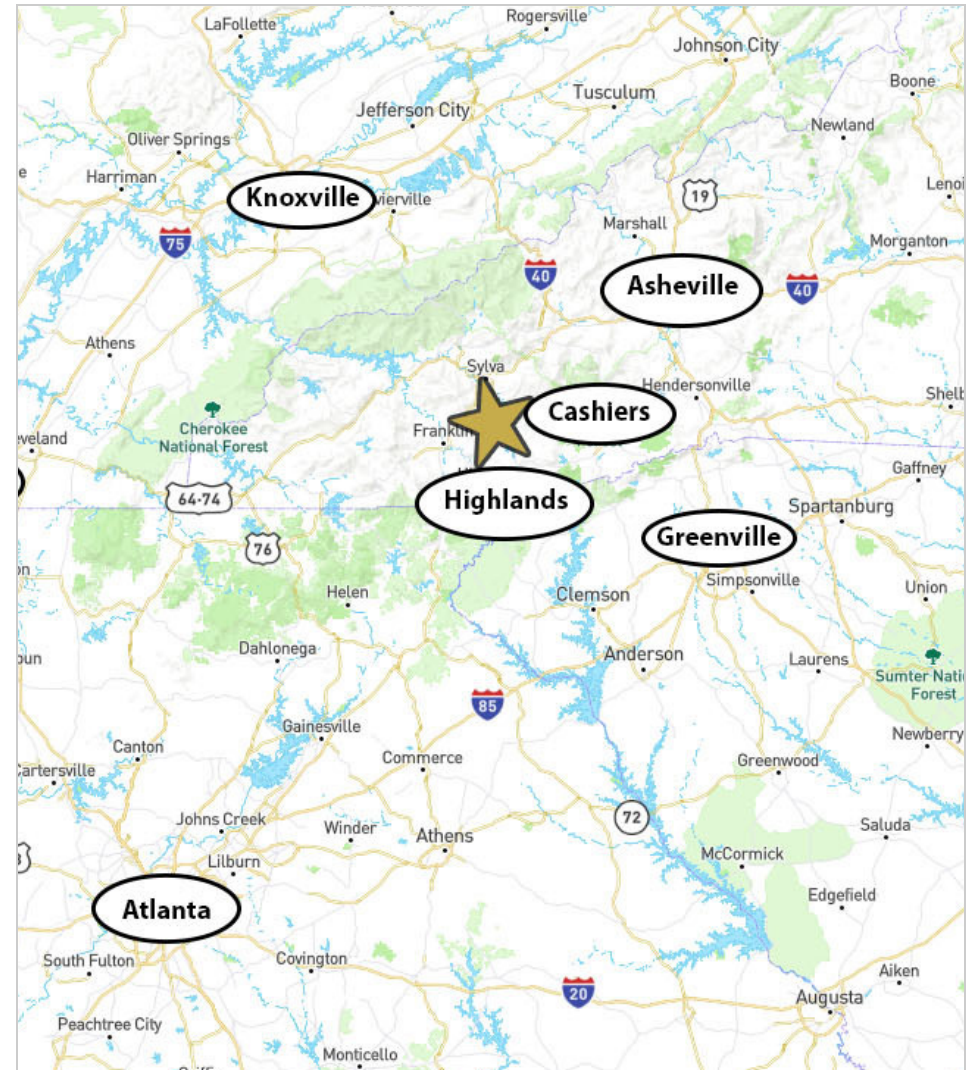 LaFollette
Rogersville
Johnson City
Boone
Tusculum
Jefferson City
Newland
Oliver Springs
Harriman
Knoxville
vierville
19
Lenoi
Marshall
75
Morganton
40
Asheville
40
Athens
Sylva
Hendersonville
Shelb
Cashiers
Cherokee
National Forest
Franklin
eveland
Gaffney
64·74
Highlands
Spartanburg
Greenville
76
Simpsonville
Union
Helen
Clemson
Dahlonega
Anderson
Laurens
Sumter Nati
Forest
85
Gainesville
Newberry
Canton
Commerce
Greenwood
Cartersville
72
Johns Creek
Winder
Athens
Saluda
Lilburn
McCormick
Edgefield
Atlanta
South Fulton
Covington
Aiken
20
Augusta
Peachtree City
Monticello